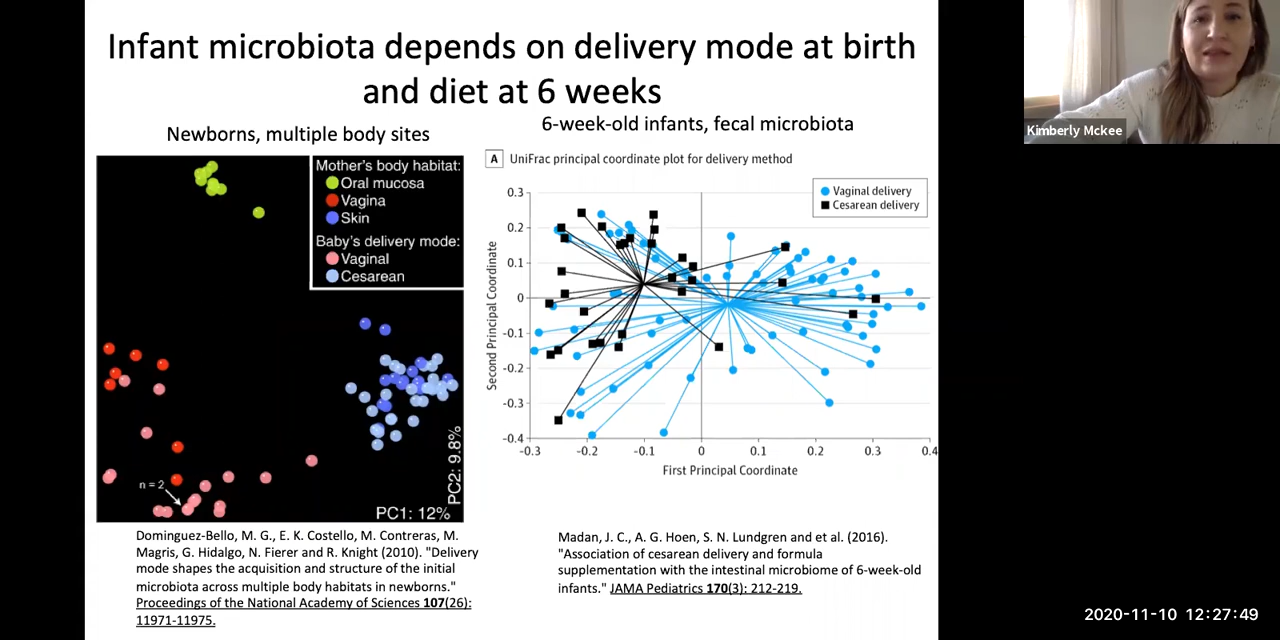 Infant microbiota depends on delivery mode at birth
and diet at 6 weeks
Newborns, multiple body sites
6-week-old infants, fecal microbiota
Mother's body habitat:
Oral mucosa
Vagina
Skin
Baby's delivery mode:
Vaginal
Cesarean
n = 2
PC1: 12%
PC2: 9.8%
A UniFrac principal coordinate plot for delivery method
Vaginal delivery
Cesarean delivery
Second Principal Coordinate
0.3
0.2
0.1
0
-0.1
-0.2
-0.3
-0.4
-0.3 -0.2 -0.1 0 0.1 0.2 0.3 0.4
First Principal Coordinate
Dominguez-Bello, M. G., E. K. Costello, M. Contreras, M.
Magris, G. Hidalgo, N. Fierer and R. Knight (2010). "Delivery
mode shapes the acquisition and structure of the initial
microbiota across multiple body habitats in newborns."
Proceedings of the National Academy of Sciences 107(26):
11971-11975.
Madan, J. C., A. G. Hoen, S. N. Lundgren and et al. (2016).
"Association of cesarean delivery and formula
supplementation with the intestinal microbiome of 6-week-old
infants." JAMA Pediatrics 170(3): 212-219.
Kimberly Mckee
2020-11-10 12:27:49